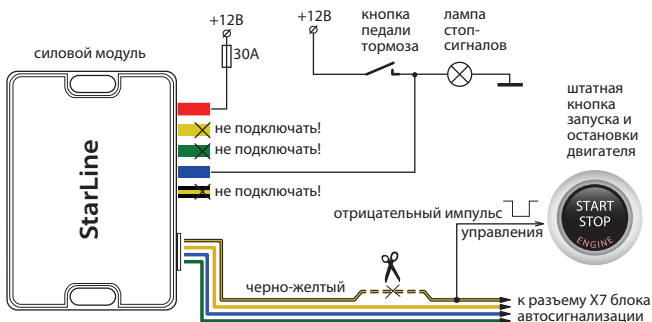 +12В
30А
силовой модуль
StarLine
+12В
кнопка
педали
тормоза
лампа
стоп-
сигналов
не подключать!
не подключать!
не подключать!
штатная
кнопка
запуска и
остановки
двигателя
START
STOP
ENGINE
отрицательный импульс
управления
черно-желтый
к разъему X7 блока
автосигнализации